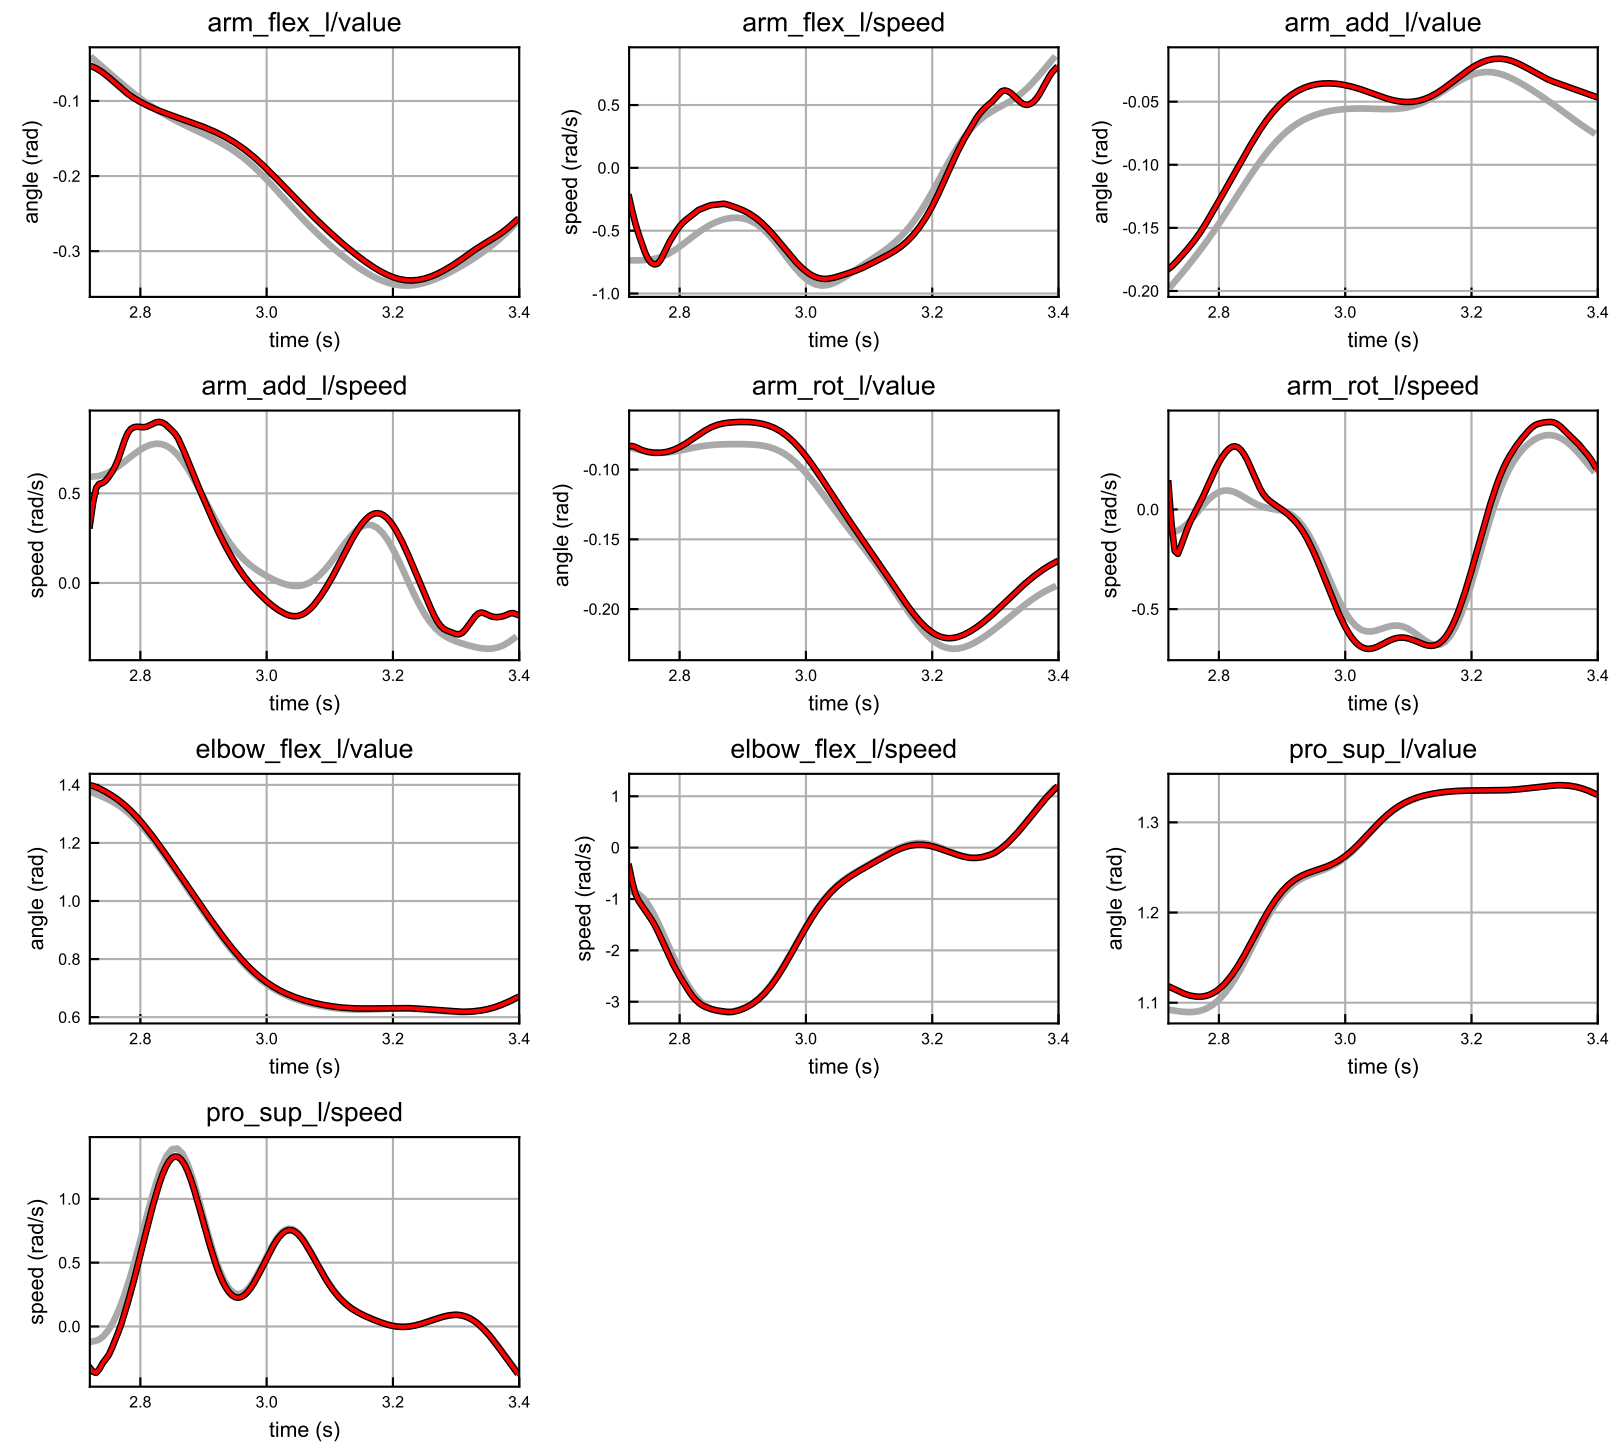 arm_flex_l/value
arm_flex_l/speed
arm_add_l/value
angle (rad)
-0.1
-0.2
-0.3
2.8 3.0 3.2 3.4
time (s)
speed (rad/s)
0.5
0.0
-0.5
-1.0
2.8 3.0 3.2 3.4
time (s)
angle (rad)
-0.05
-0.10
-0.15
-0.20
2.8 3.0 3.2 3.4
time (s)
arm_add_l/speed
arm_rot_l/value
arm_rot_l/speed
speed (rad/s)
0.5
0.0
2.8 3.0 3.2 3.4
time (s)
angle (rad)
-0.10
-0.15
-0.20
2.8 3.0 3.2 3.4
time (s)
speed (rad/s)
0.0
-0.5
2.8 3.0 3.2 3.4
time (s)
elbow_flex_l/value
elbow_flex_l/speed
pro_sup_l/value
angle (rad)
1.4
1.2
1.0
0.8
0.6
2.8 3.0 3.2 3.4
time (s)
speed (rad/s)
1
0
-1
-2
-3
2.8 3.0 3.2 3.4
time (s)
angle (rad)
1.3
1.2
1.1
2.8 3.0 3.2 3.4
time (s)
pro_sup_l/speed
speed (rad/s)
1.0
0.5
0.0
2.8 3.0 3.2 3.4
time (s)